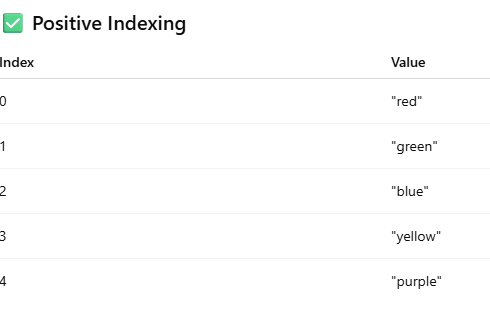 ✅ Positive Indexing
Index Value
0 "red"
1 "green"
2 "blue"
3 "yellow"
4 "purple"